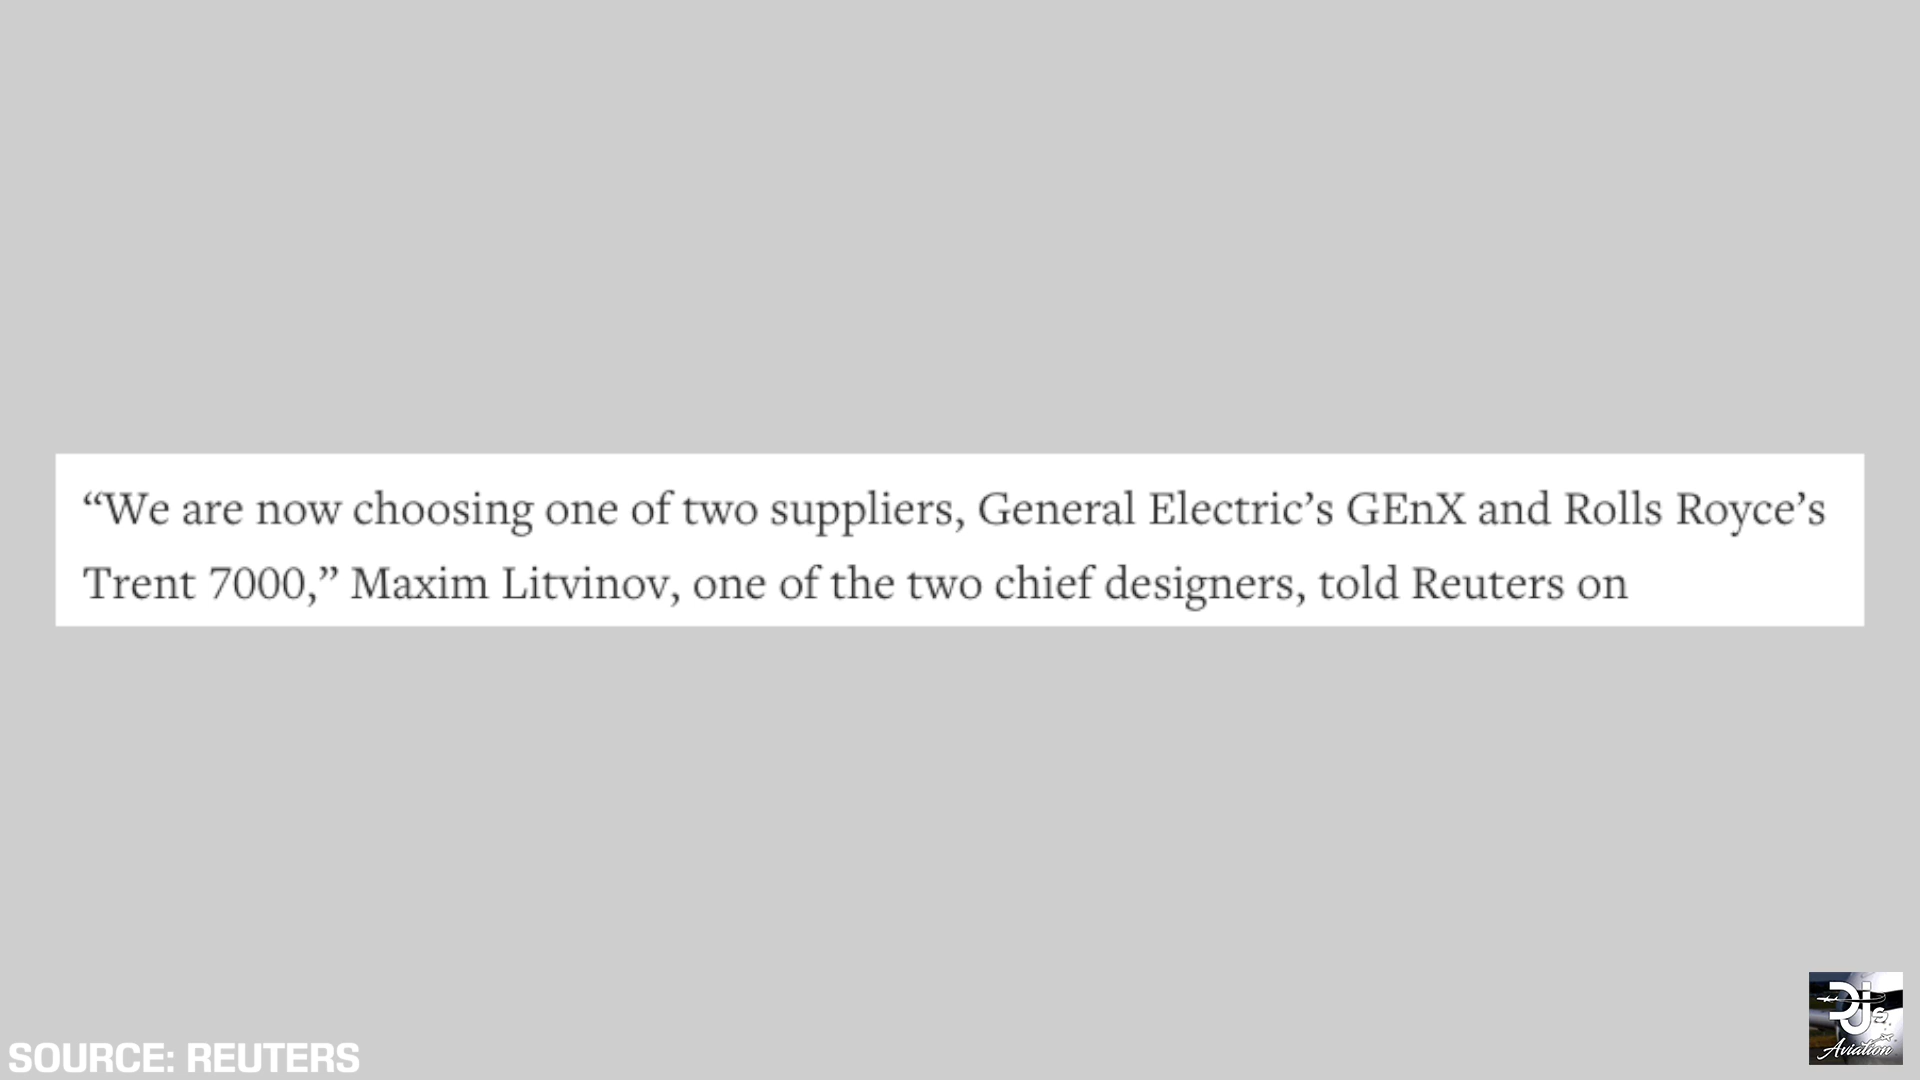 “We are now choosing one of two suppliers, General Electric’s GEnX and Rolls Royce’s
Trent 7000,” Maxim Litvinov, one of the two chief designers, told Reuters on
SOURCE: REUTERS
DJs
Aviation